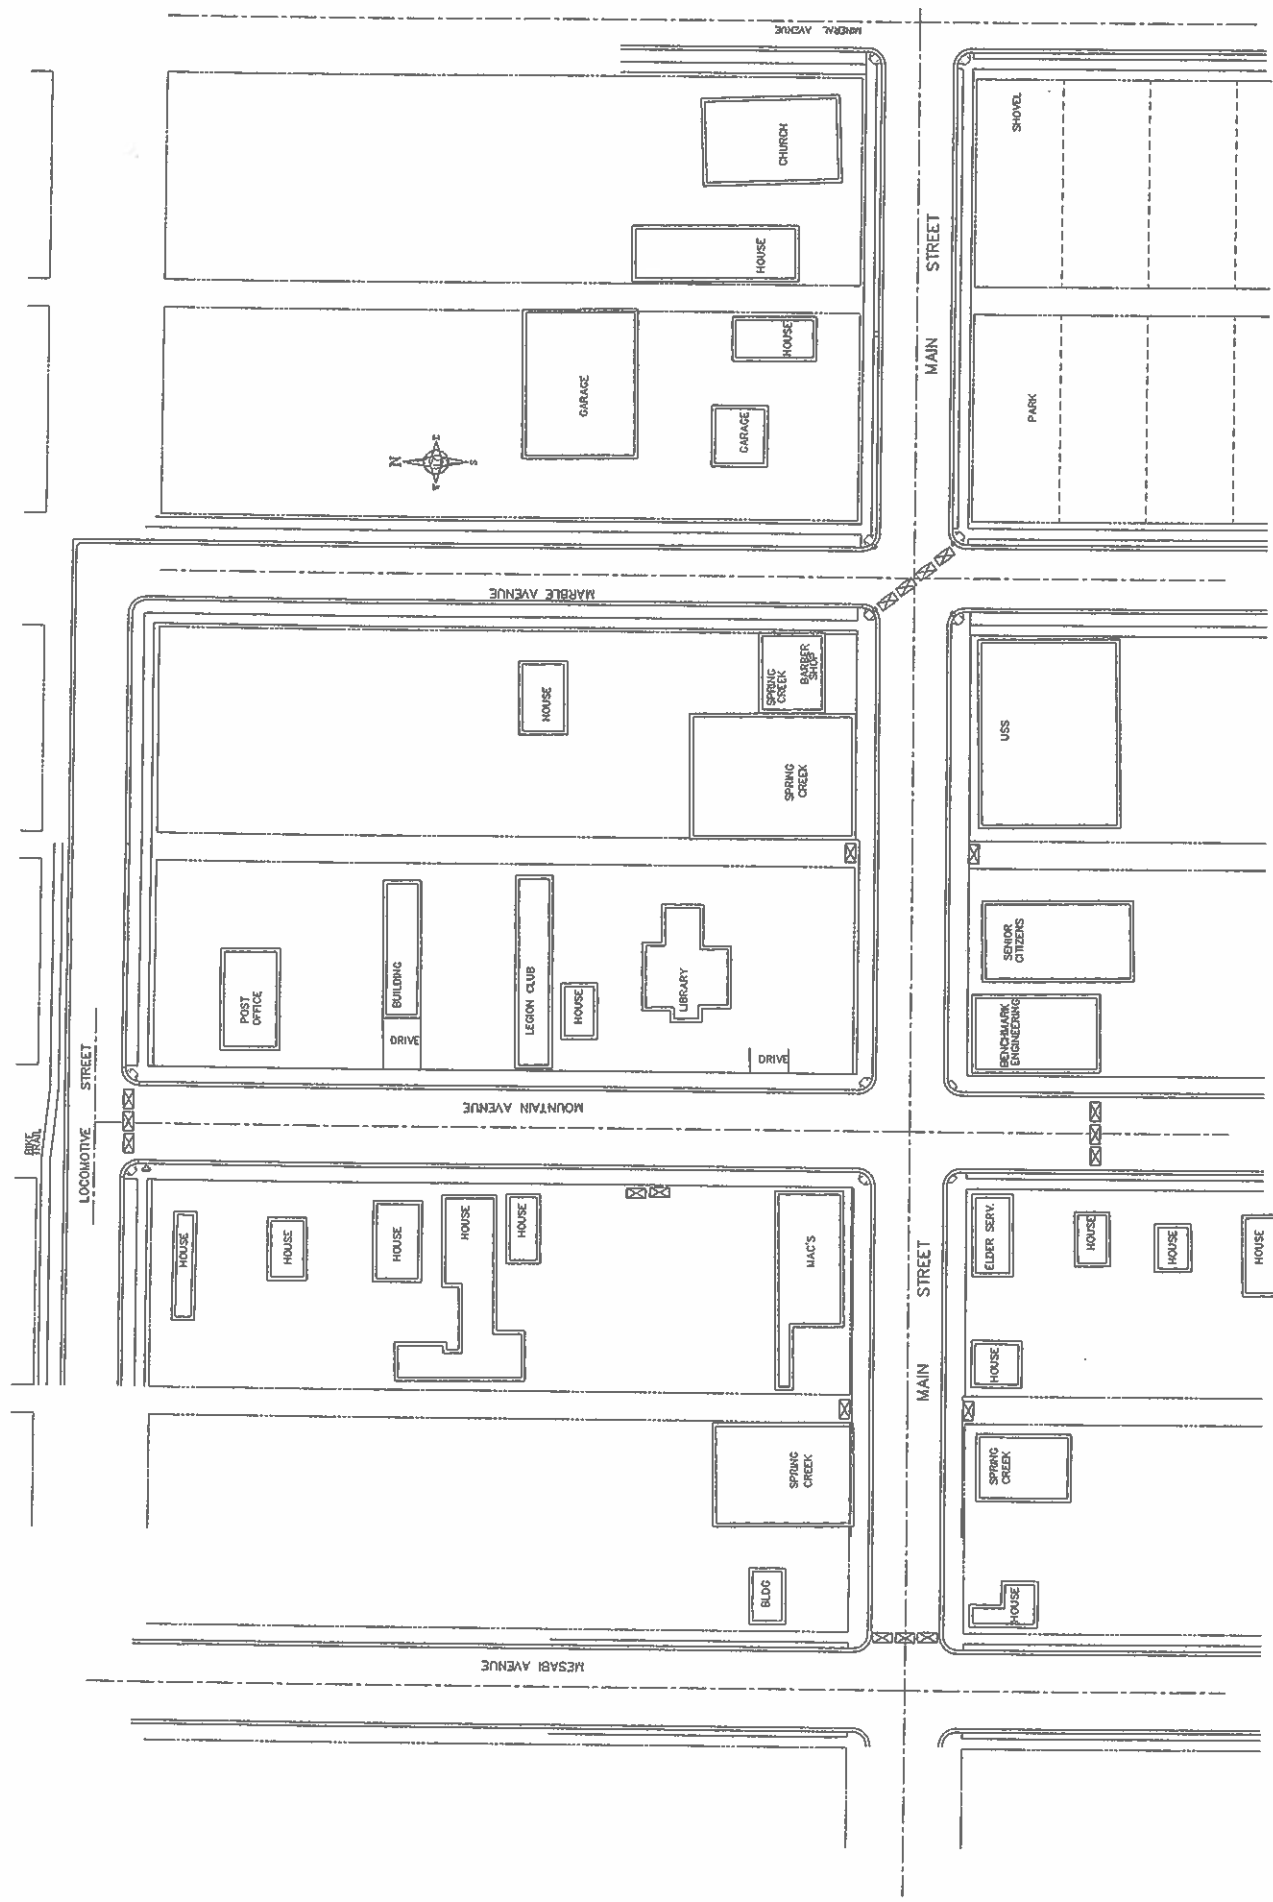 MINERAL AVENUE
CHURCH
SHOVEL
HOUSE
MAIN STREET
GARAGE
HOUSE
GARAGE
PARK
N
S
MARBLE AVENUE
HOUSE
SPRING
CREEK
BARBER
SHOP
SPRING
CREEK
USS
POST
OFFICE
BUILDING
DRIVE
LEGION CLUB
HOUSE
LIBRARY
DRIVE
SENIOR
CITIZENS
BENCHMARK
ENGINEERING
MOUNTAIN AVENUE
BIKE
TRAIL
LOCOMOTIVE STREET
HOUSE
HOUSE
HOUSE
HOUSE
HOUSE
MAC'S
MAIN STREET
ELDER SERV.
HOUSE
HOUSE
HOUSE
HOUSE
SPRING
CREEK
SPRING
CREEK
BLDG
HOUSE
MESABI AVENUE